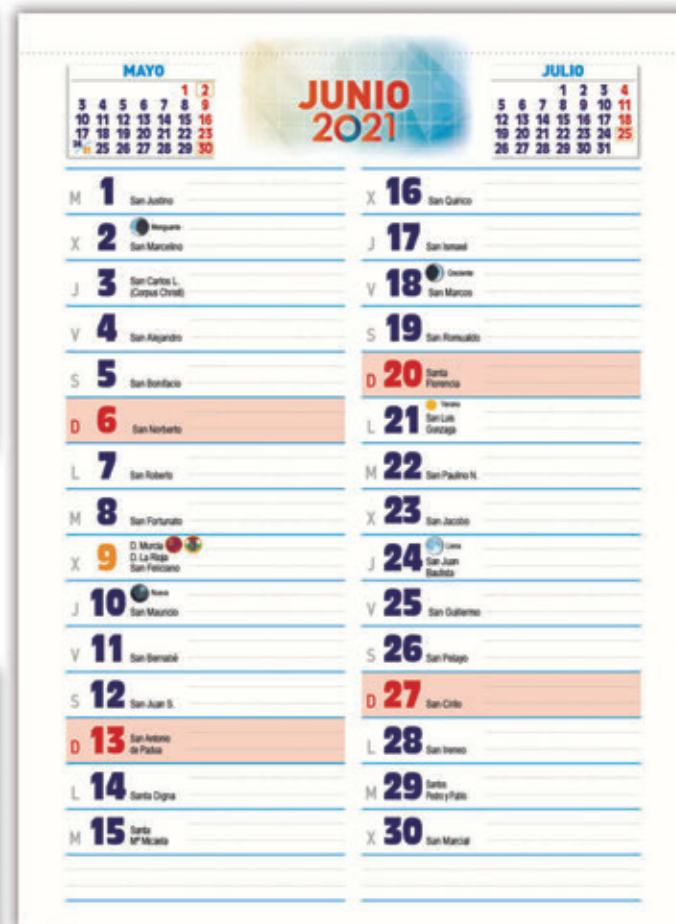 MAYO
1 2
3 4 5 6 7 8 9
10 11 12 13 14 15 16
17 18 19 20 21 22 23
24/31 25 26 27 28 29 30
JUNIO
2021
JULIO
1 2 3 4
5 6 7 8 9 10 11
12 13 14 15 16 17 18
19 20 21 22 23 24 25
26 27 28 29 30 31
M 1 San Justino
Menguante
X 2 San Marcelino
J 3 San Carlos L.
(Corpus Christi)
V 4 San Alejandro
S 5 San Bonifacio
D 6 San Norberto
L 7 San Roberto
M 8 San Fortunato
D. Murcia
D. La Rioja
X 9 San Feliciano
Nueva
J 10 San Mauricio
V 11 San Bernabé
S 12 San Juan S.
D 13 San Antonio
de Padua
L 14 Santa Digna
M 15 Santa
Mª Micaela
X 16 San Quirico
J 17 San Ismael
Creciente
V 18 San Marcos
S 19 San Romualdo
D 20 Santa
Florencia
Verano
L 21 San Luis
Gonzaga
M 22 San Paulino N.
X 23 San Jacobo
Llena
J 24 San Juan
Bautista
V 25 San Guillermo
S 26 San Pelayo
D 27 San Cirilo
L 28 San Ireneo
M 29 Santos
Pedro y Pablo
X 30 San Marcial